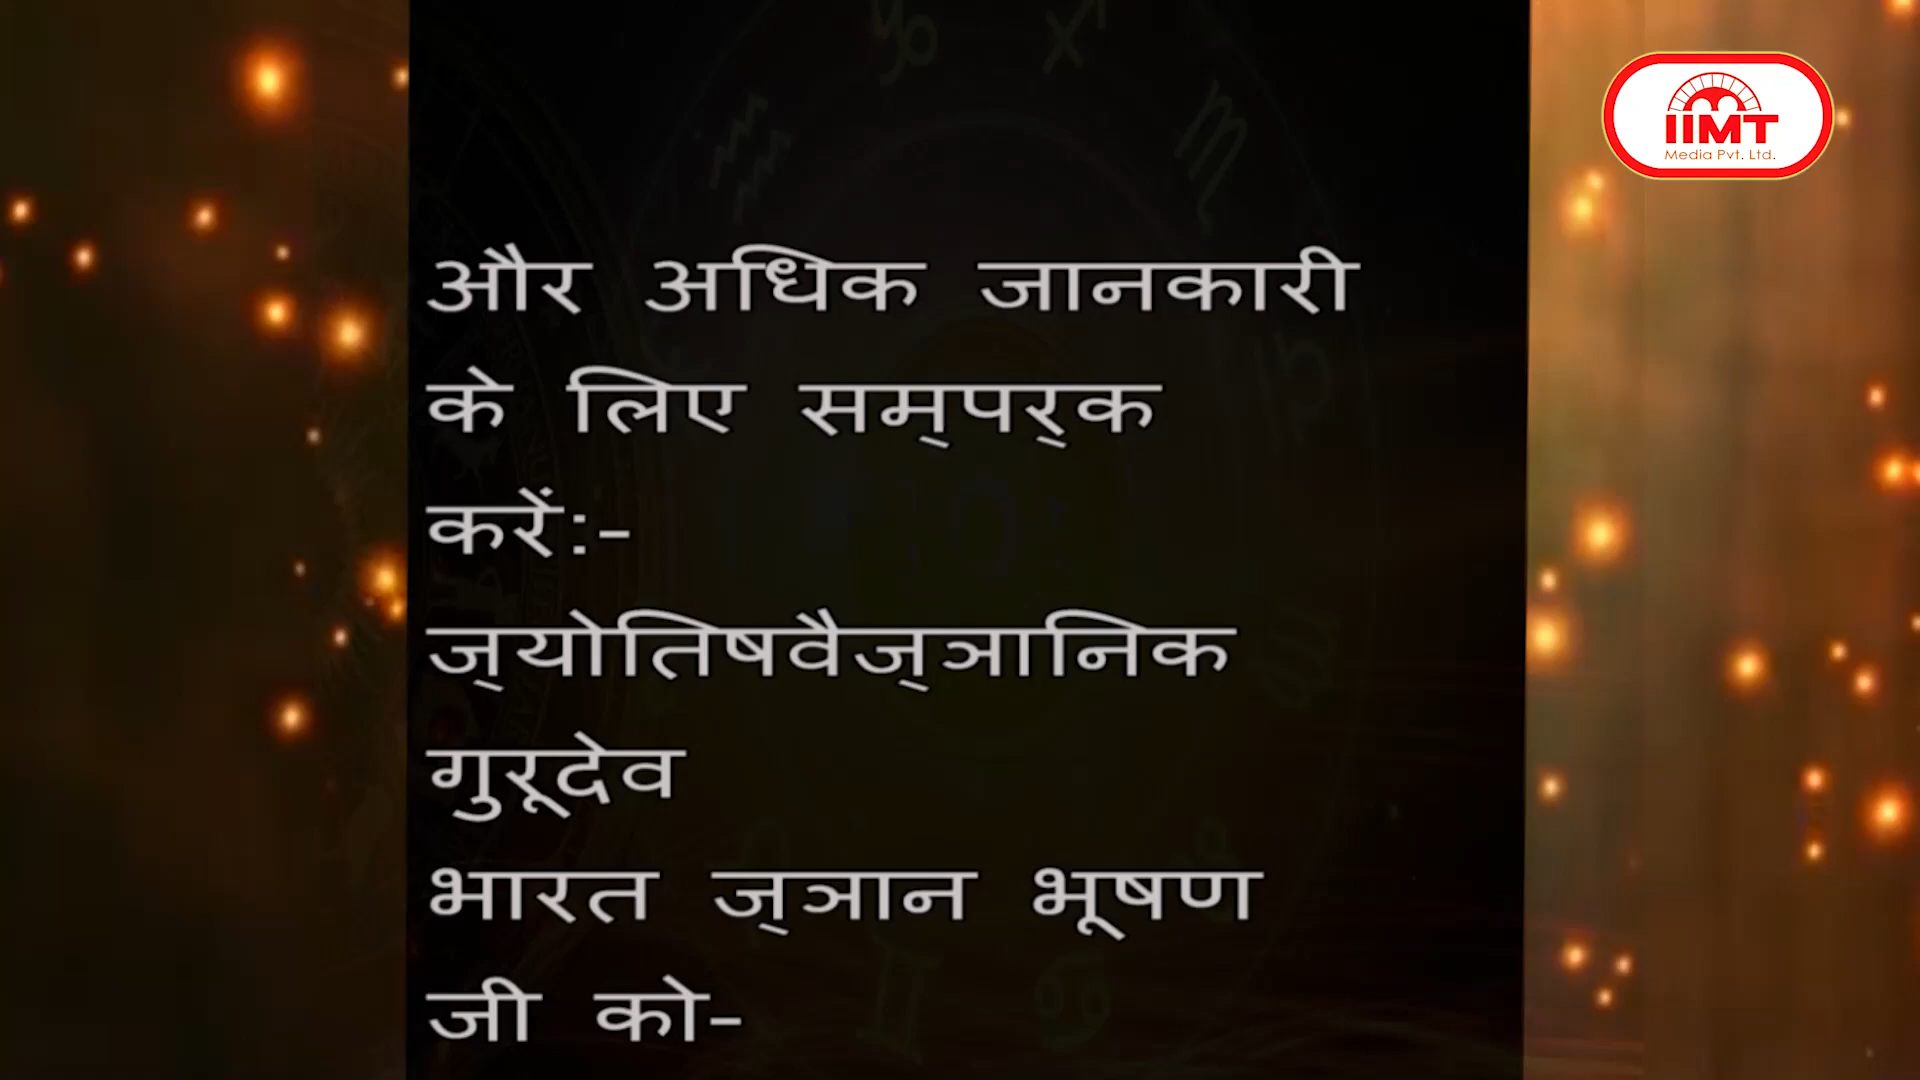 IIMT
Media Pvt. Ltd.
और अधिक जानकारी
के लिए सम्‌पर्‌क
करें:-
ज्‌योतिषवैज्‌ञानिक
गुरूदेव
भारत ज्‌ञान भूषण
जी को-